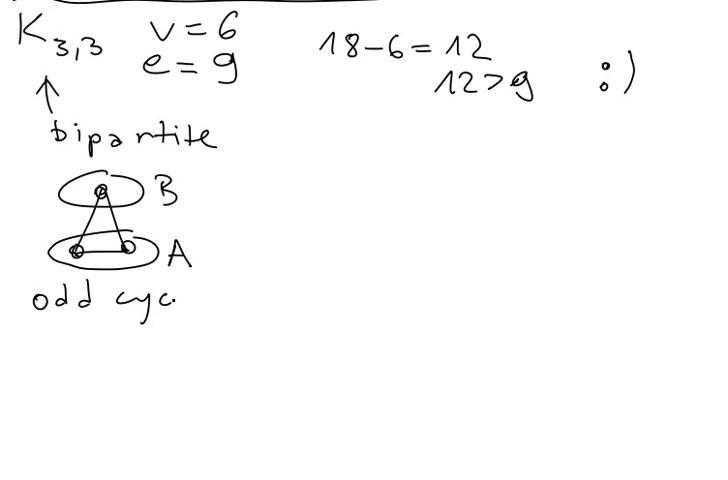 K3,3 v=6
e=9
18-6=12
12>9 :)
bipartite
B
A
odd cyc.